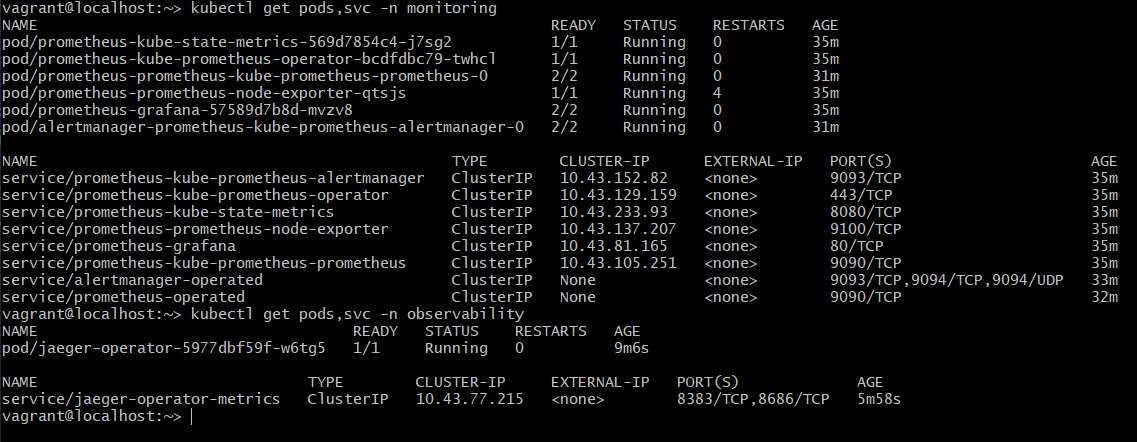 vagrant@localhost:~> kubectl get pods,svc -n monitoring
NAME READY STATUS RESTARTS AGE
pod/prometheus-kube-state-metrics-569d7854c4-j7sg2 1/1 Running 0 35m
pod/prometheus-kube-prometheus-operator-bcdfdbc79-twhcl 1/1 Running 0 35m
pod/prometheus-prometheus-kube-prometheus-prometheus-0 2/2 Running 0 31m
pod/prometheus-prometheus-node-exporter-qtsjs 1/1 Running 4 35m
pod/prometheus-grafana-57589d7b8d-mvzv8 2/2 Running 0 35m
pod/alertmanager-prometheus-kube-prometheus-alertmanager-0 2/2 Running 0 31m
NAME TYPE CLUSTER-IP EXTERNAL-IP PORT(S) AGE
service/prometheus-kube-prometheus-alertmanager ClusterIP 10.43.152.82 <none> 9093/TCP 35m
service/prometheus-kube-prometheus-operator ClusterIP 10.43.129.159 <none> 443/TCP 35m
service/prometheus-kube-state-metrics ClusterIP 10.43.233.93 <none> 8080/TCP 35m
service/prometheus-prometheus-node-exporter ClusterIP 10.43.137.207 <none> 9100/TCP 35m
service/prometheus-grafana ClusterIP 10.43.81.165 <none> 80/TCP 35m
service/prometheus-kube-prometheus-prometheus ClusterIP 10.43.105.251 <none> 9090/TCP 35m
service/alertmanager-operated ClusterIP None <none> 9093/TCP,9094/TCP,9094/UDP 33m
service/prometheus-operated ClusterIP None <none> 9090/TCP 32m
vagrant@localhost:~> kubectl get pods,svc -n observability
NAME READY STATUS RESTARTS AGE
pod/jaeger-operator-5977dbf59f-w6tg5 1/1 Running 0 9m6s
NAME TYPE CLUSTER-IP EXTERNAL-IP PORT(S) AGE
service/jaeger-operator-metrics ClusterIP 10.43.77.215 <none> 8383/TCP,8686/TCP 5m58s
vagrant@localhost:~>